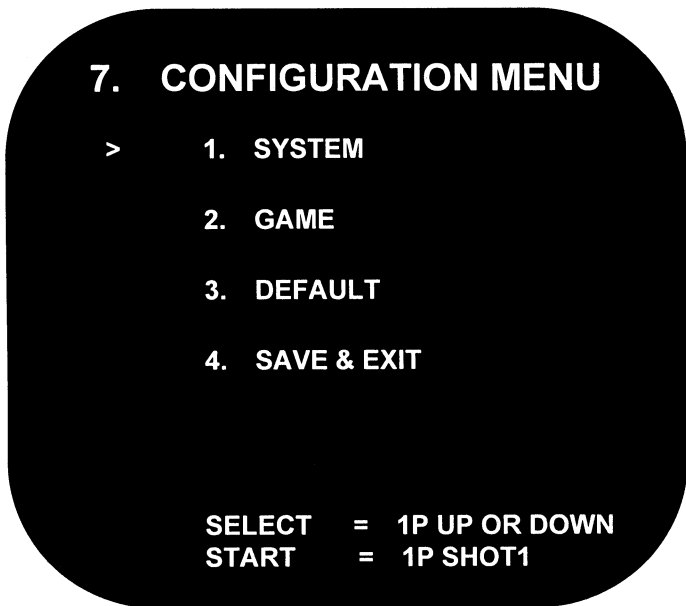 7. CONFIGURATION MENU
> 1. SYSTEM
2. GAME
3. DEFAULT
4. SAVE & EXIT
SELECT = 1P UP OR DOWN
START = 1P SHOT1